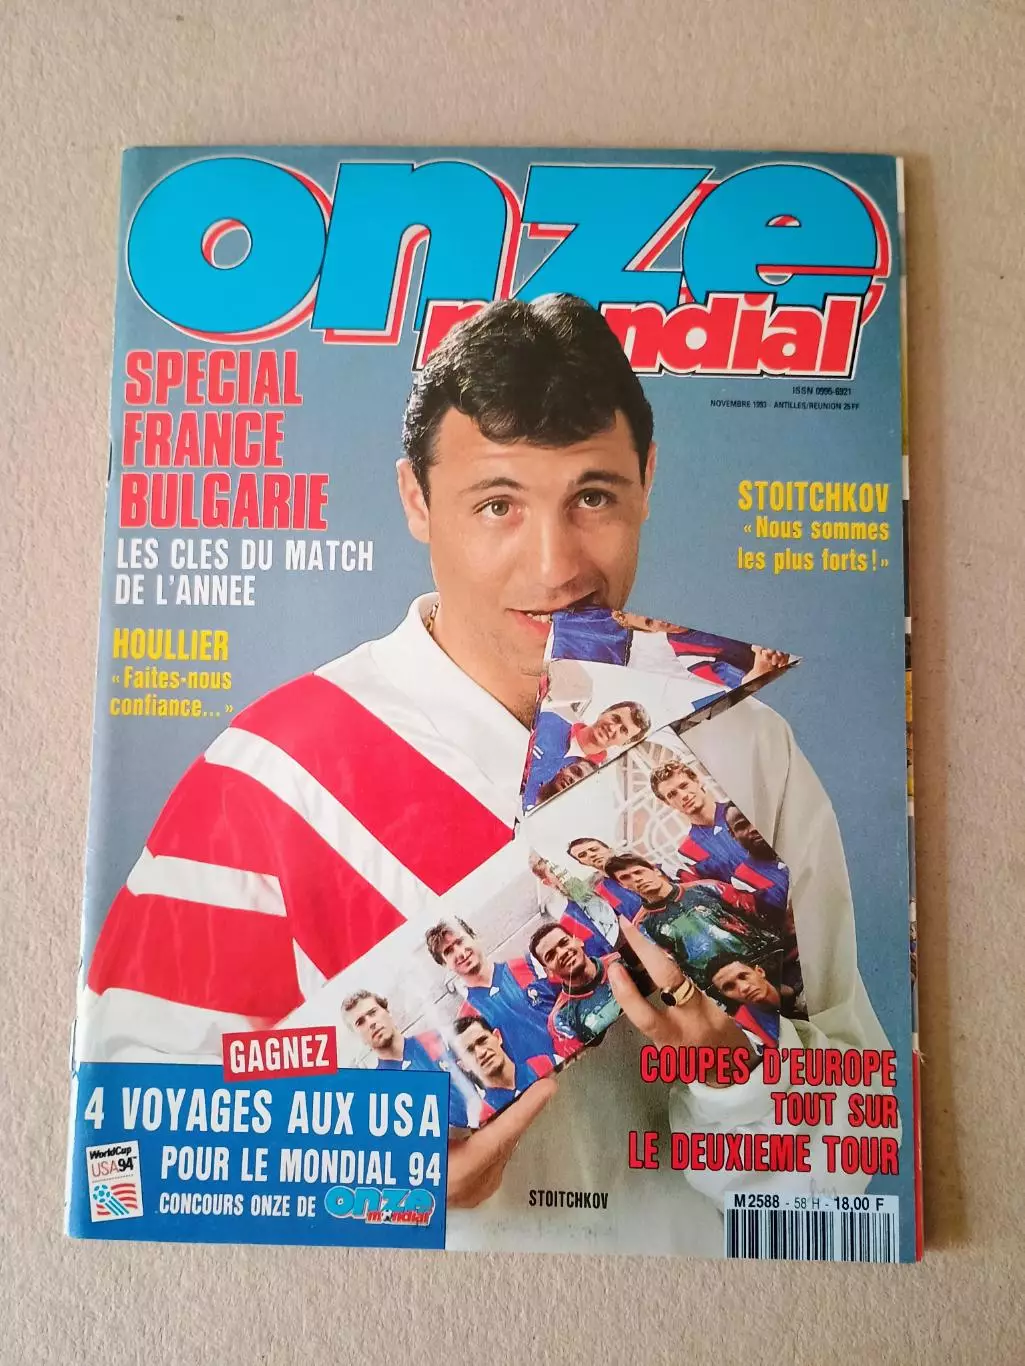 onze
mondial
ISSN 0995-6921
NOVEMBRE 1993 - ANTILLES/REUNION 25 FF
SPECIAL
FRANCE
BULGARIE
LES CLES DU MATCH
DE L'ANNEE
STOITCHKOV
« Nous sommes
les plus forts ! »
HOULLIER
« Faites-nous
confiance... »
GAGNEZ
4 VOYAGES AUX USA
POUR LE MONDIAL 94
CONCOURS ONZE DE onze
mondial
WorldCup
USA94
COUPES D'EUROPE
TOUT SUR
LE DEUXIEME TOUR
STOITCHKOV
M 2588 - 58 H - 18,00 F